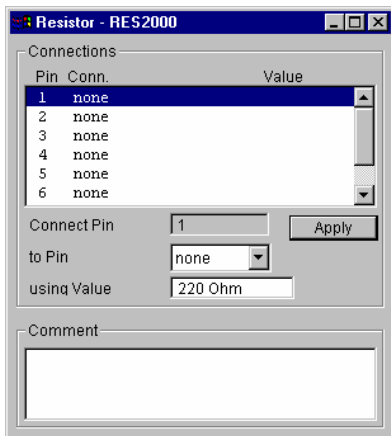 Resistor - RES2000
Connections
Pin Conn. Value
1 none
2 none
3 none
4 none
5 none
6 none
Connect Pin 1 Apply
to Pin none
using Value 220 Ohm
Comment